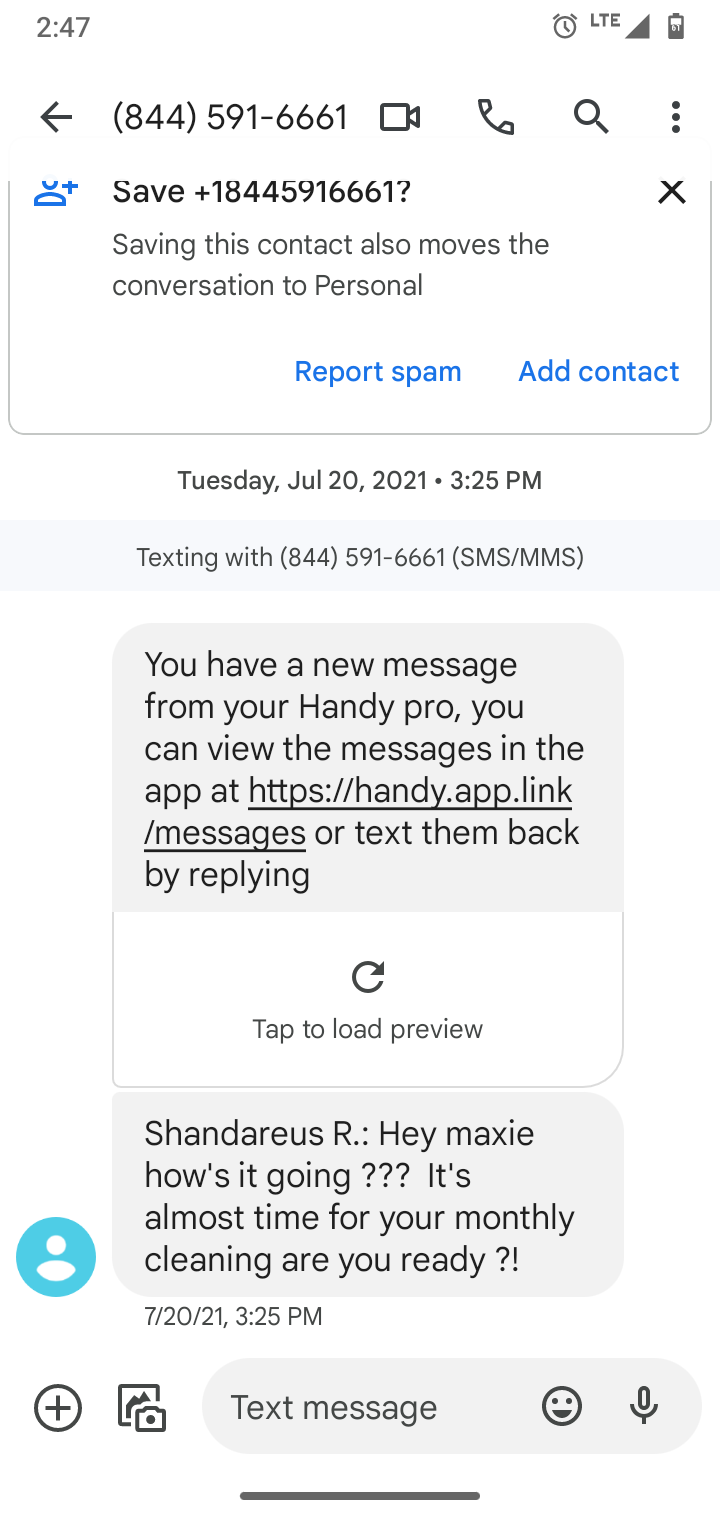 2:47
LTE
(844) 591-6661
Save +18445916661?
Saving this contact also moves the
conversation to Personal
Report spam
Add contact
Tuesday, Jul 20, 2021 • 3:25 PM
Texting with (844) 591-6661 (SMS/MMS)
You have a new message
from your Handy pro, you
can view the messages in the
app at https://handy.app.link
/messages or text them back
by replying
Tap to load preview
Shandareus R.: Hey maxie
how's it going ???  It's
almost time for your monthly
cleaning are you ready ?!
7/20/21, 3:25 PM
Text message